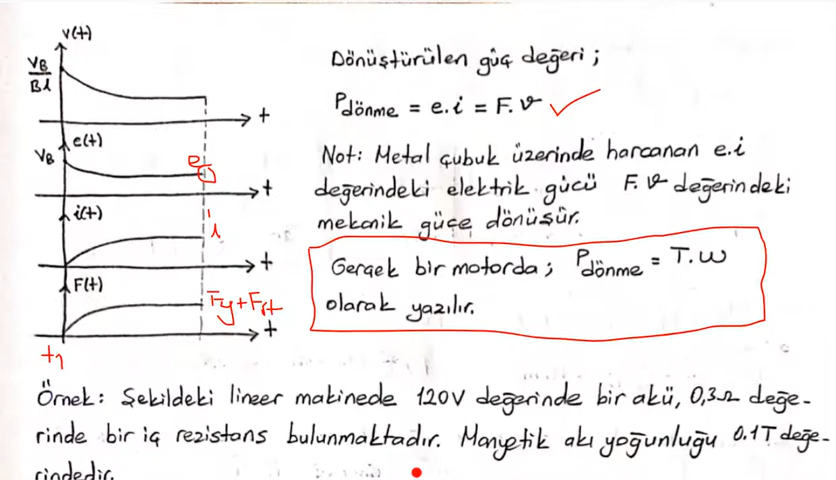 v(t)
VB
Bl
t
e(t)
VB
e
t
i(t)
i
t
F(t)
Fy+Fst
t
t1
Dönüştürülen güç değeri;
Pdönme = e.i = F.v
Not: Metal çubuk üzerinde harcanan e.i
değerindeki elektrik gücü F.v değerindeki
mekanik güce dönüşür.
Gerçek bir motorda; Pdönme = T.w
olarak yazılır.
Örnek: Şekildeki lineer makinede 120V değerinde bir akü, 0,3Ω değe-
rinde bir iç rezistans bulunmaktadır. Manyetik akı yoğunluğu 0.1T değe-
rindedir.